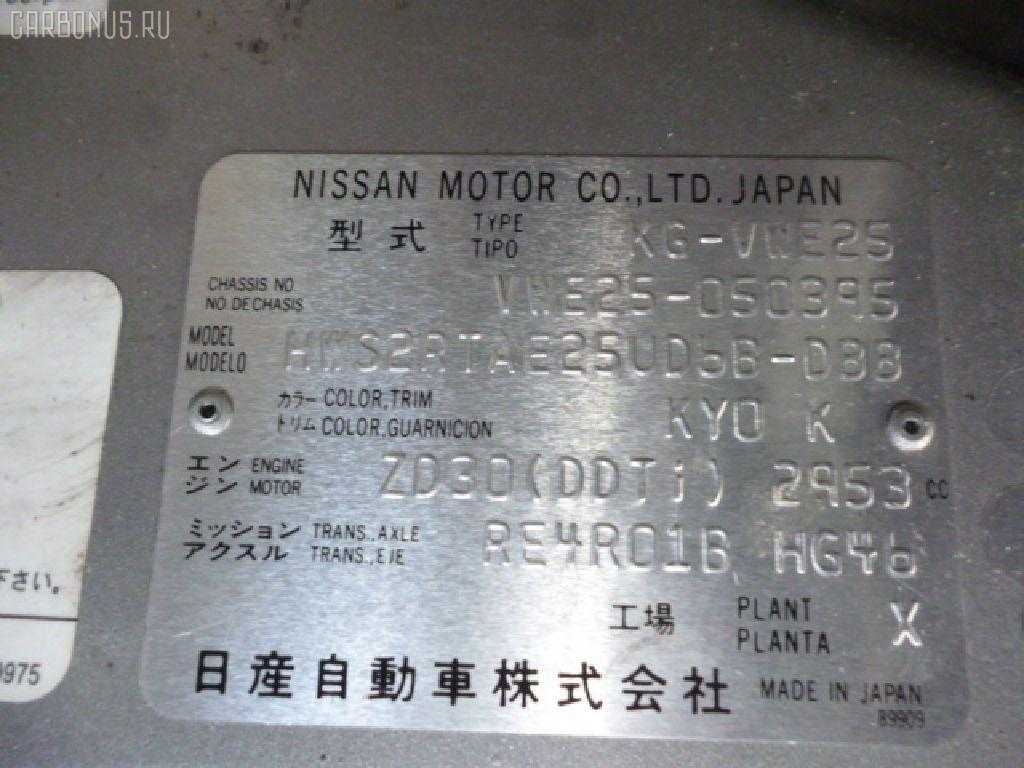 CARBONUS.RU
NISSAN MOTOR CO.,LTD. JAPAN
型式 TYPE TIPO KG-VWE25
CHASSIS NO NO DE CHASIS VWE25-050395
MODEL MODELO HWS2RTAE25UD6B-DBB
カラー COLOR,TRIM
トリム COLOR,GUARNICION KY0 K
エンジン ENGINE MOTOR ZD30(DDTi) 2953 CC
ミッション TRANS.,AXLE
アクスル TRANS.,EJE RE4R01B, HG46
工場 PLANT PLANTA X
日産自動車株式会社 MADE IN JAPAN
89909
下さい。
9975